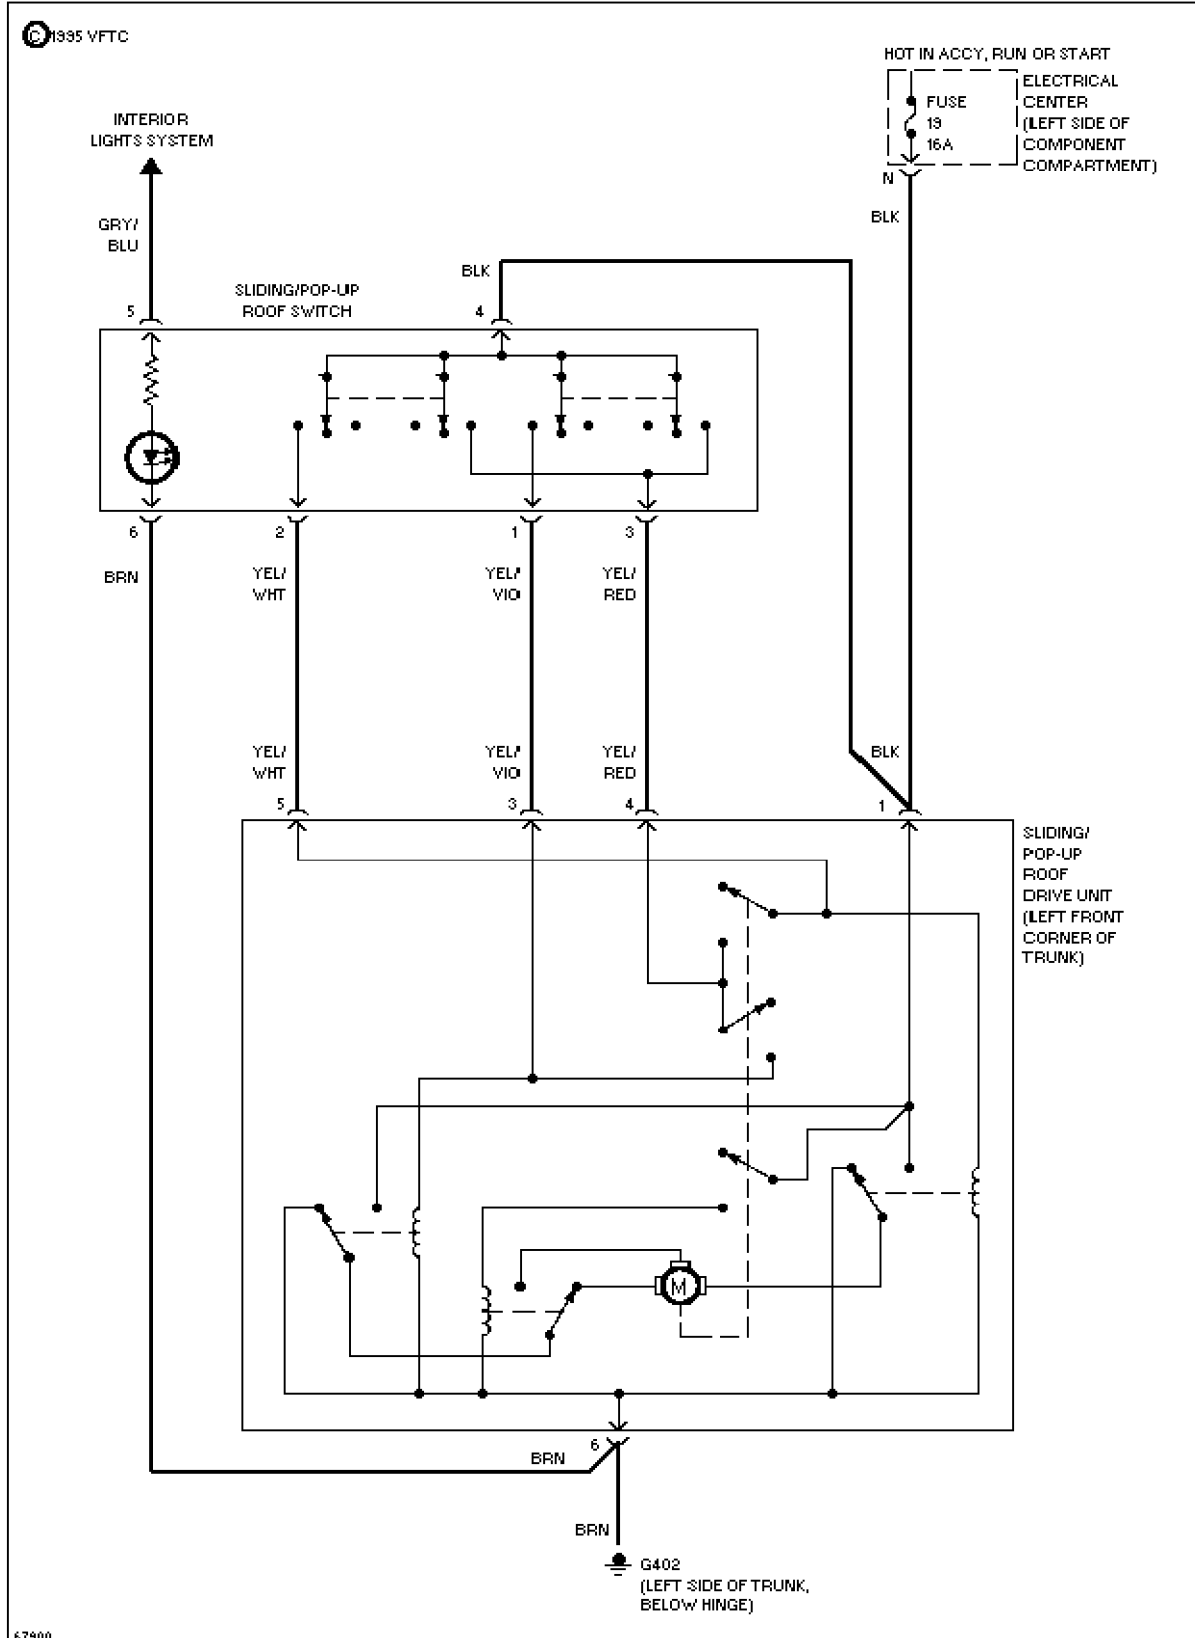 © 1995 VFTC
HOT IN ACCY, RUN OR START
FUSE
19
16A
ELECTRICAL
CENTER
(LEFT SIDE OF
COMPONENT
COMPARTMENT)
INTERIOR
LIGHTS SYSTEM
N
BLK
GRY/
BLU
BLK
SLIDING/POP-UP
ROOF SWITCH
5
4
6
2
1
3
BRN
YEL/
WHT
YEL/
VIO
YEL/
RED
YEL/
WHT
YEL/
VIO
YEL/
RED
BLK
5
3
4
1
SLIDING/
POP-UP
ROOF
DRIVE UNIT
(LEFT FRONT
CORNER OF
TRUNK)
M
6
BRN
BRN
G402
(LEFT SIDE OF TRUNK,
BELOW HINGE)
67900